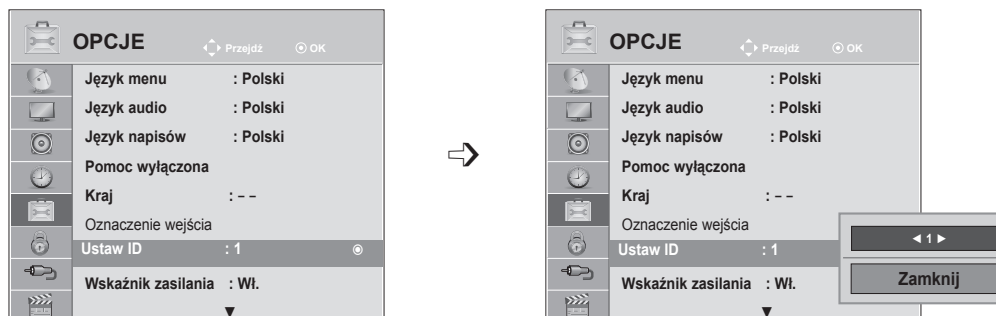 OPCJE Przejdź OK
Język menu : Polski
Język audio : Polski
Język napisów : Polski
Pomoc wyłączona
Kraj : – –
Oznaczenie wejścia
Ustaw ID : 1
Wskaźnik zasilania : Wł.
▼
OPCJE Przejdź OK
Język menu : Polski
Język audio : Polski
Język napisów : Polski
Pomoc wyłączona
Kraj : – –
Oznaczenie wejścia
Ustaw ID : 1
Wskaźnik zasilania : Wł.
▼
◄ 1 ►
Zamknij